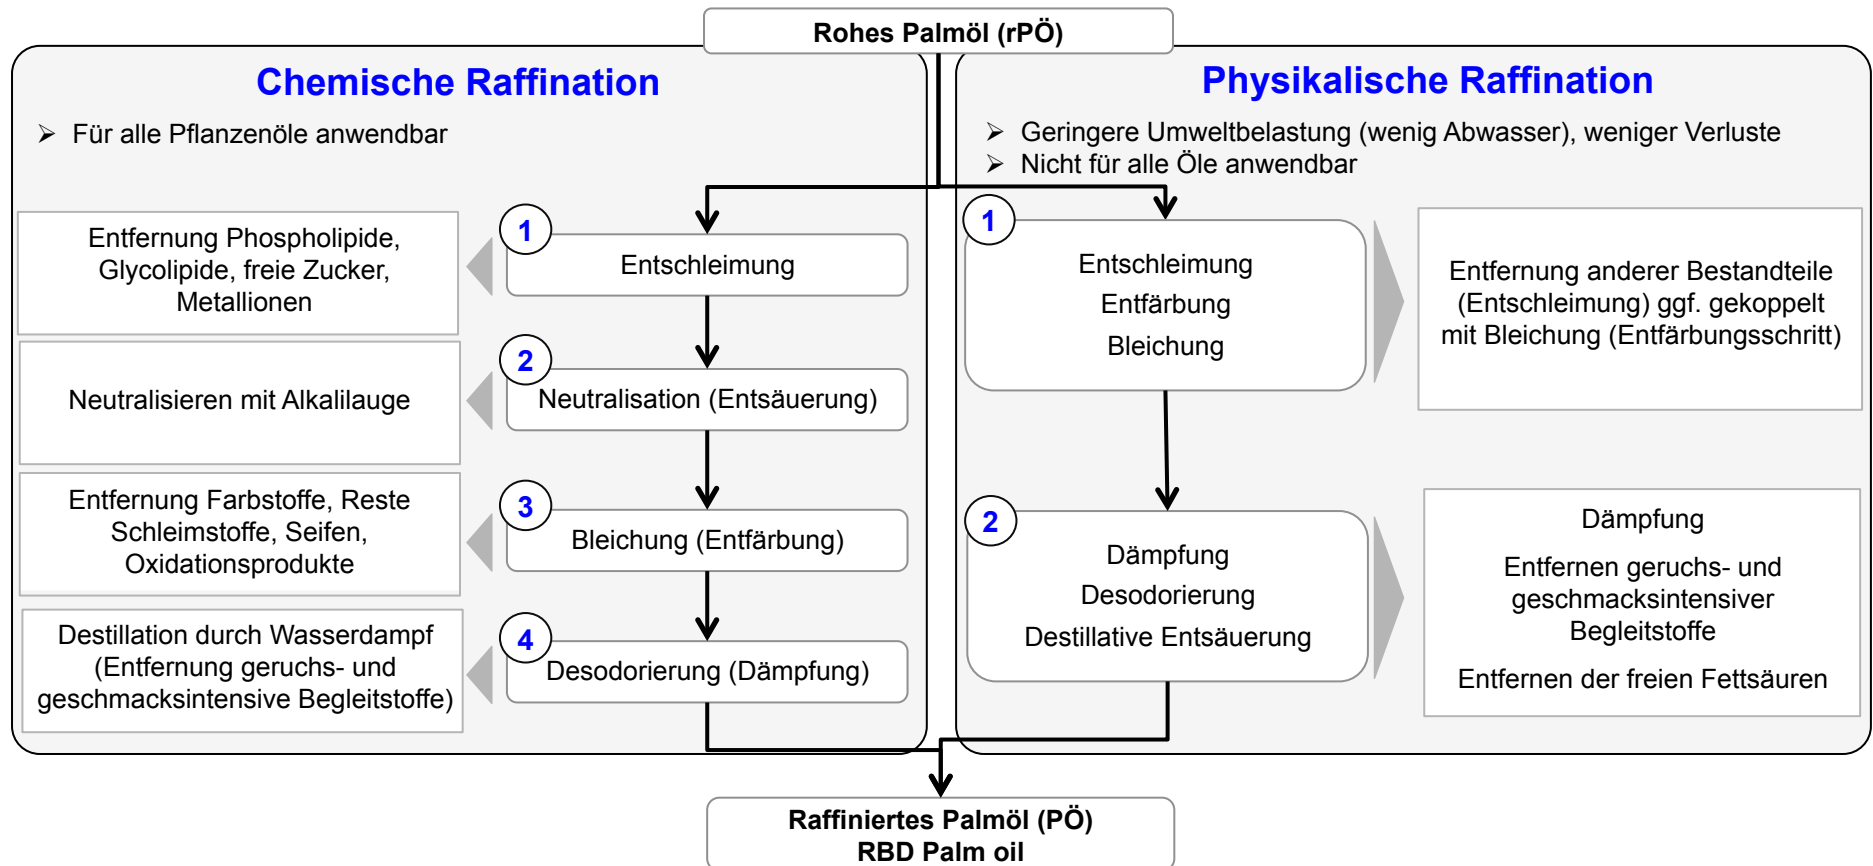 Rohes Palmöl (rPÖ)
Chemische Raffination
➢ Für alle Pflanzenöle anwendbar
Entfernung Phospholipide,
Glycolipide, freie Zucker,
Metallionen
1
Entschleimung
Neutralisieren mit Alkalilauge
2
Neutralisation (Entsäuerung)
Entfernung Farbstoffe, Reste
Schleimstoffe, Seifen,
Oxidationsprodukte
3
Bleichung (Entfärbung)
Destillation durch Wasserdampf
(Entfernung geruchs- und
geschmacksintensive Begleitstoffe)
4
Desodorierung (Dämpfung)
Physikalische Raffination
➢ Geringere Umweltbelastung (wenig Abwasser), weniger Verluste
➢ Nicht für alle Öle anwendbar
1
Entschleimung
Entfärbung
Bleichung
Entfernung anderer Bestandteile
(Entschleimung) ggf. gekoppelt
mit Bleichung (Entfärbungsschritt)
2
Dämpfung
Desodorierung
Destillative Entsäuerung
Dämpfung
Entfernen geruchs- und
geschmacksintensiver
Begleitstoffe
Entfernen der freien Fettsäuren
Raffiniertes Palmöl (PÖ)
RBD Palm oil